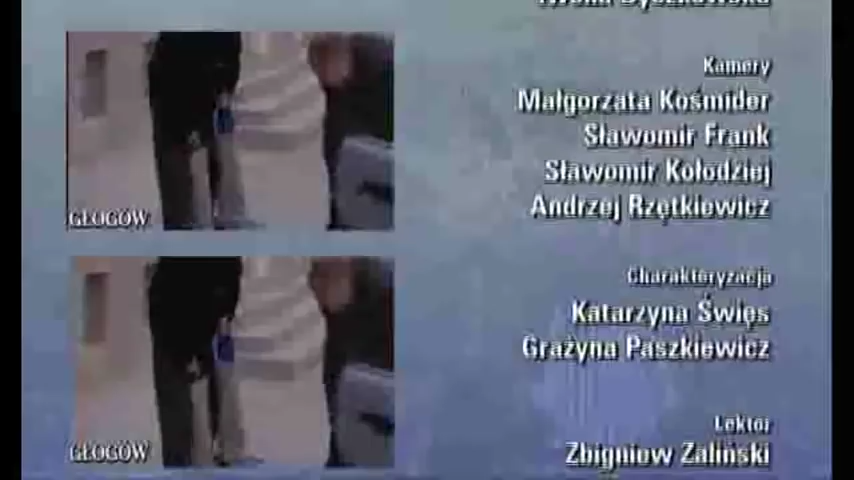 Kamery
Małgorzata Kośmider
Sławomir Frank
Sławomir Kołodziej
Andrzej Rzętkiewicz
GŁOGÓW
Charakteryzacja
Katarzyna Święs
Grażyna Paszkiewicz
Lektor
Zbigniew Zaliński
GŁOGÓW